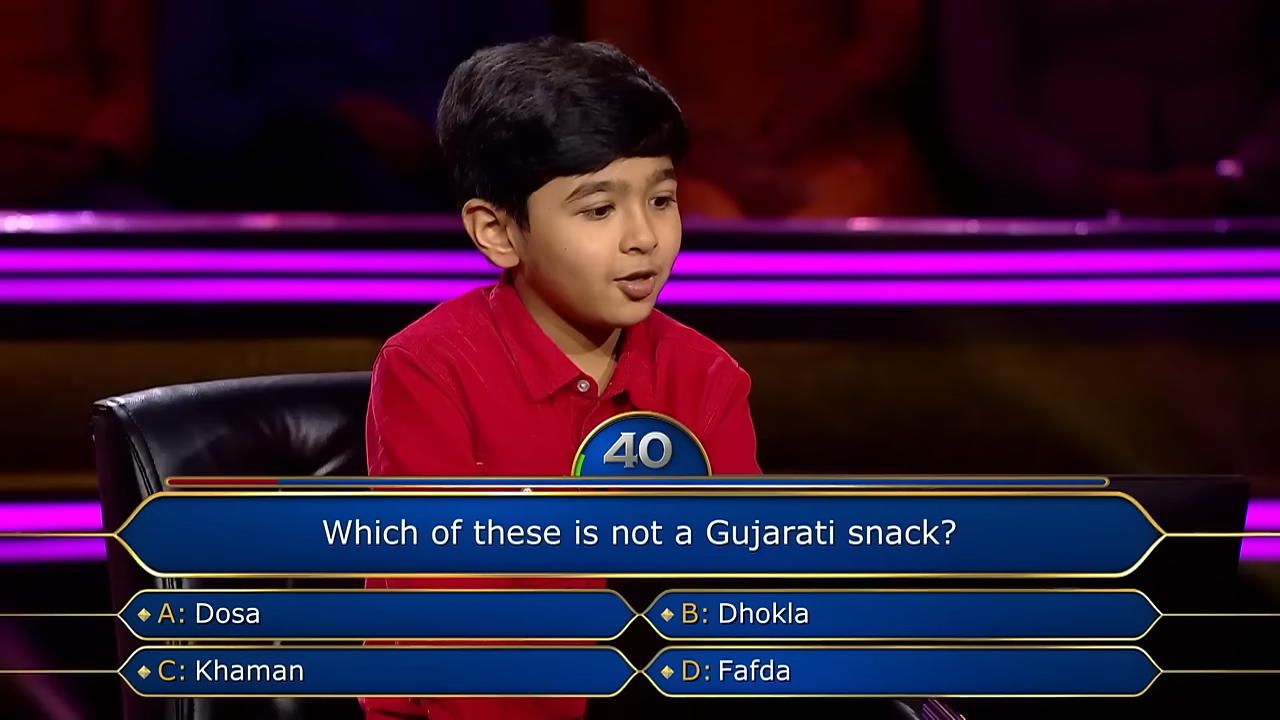 40
Which of these is not a Gujarati snack?
A: Dosa
B: Dhokla
C: Khaman
D: Fafda